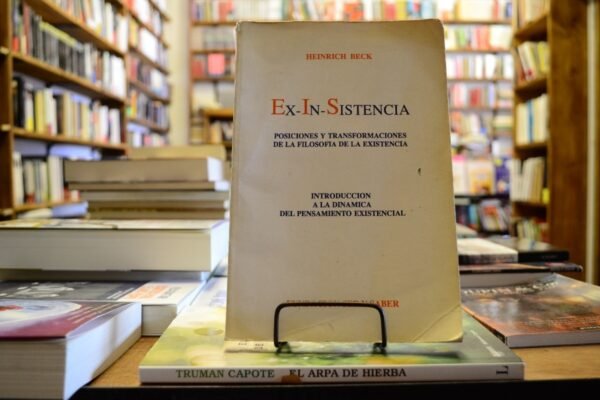 HEINRICH BECK
EX-IN-SISTENCIA
POSICIONES Y TRANSFORMACIONES
DE LA FILOSOFIA DE LA EXISTENCIA
INTRODUCCION
A LA DINAMICA
DEL PENSAMIENTO EXISTENCIAL
SABER
TRUMAN CAPOTE EL ARPA DE HIERBA